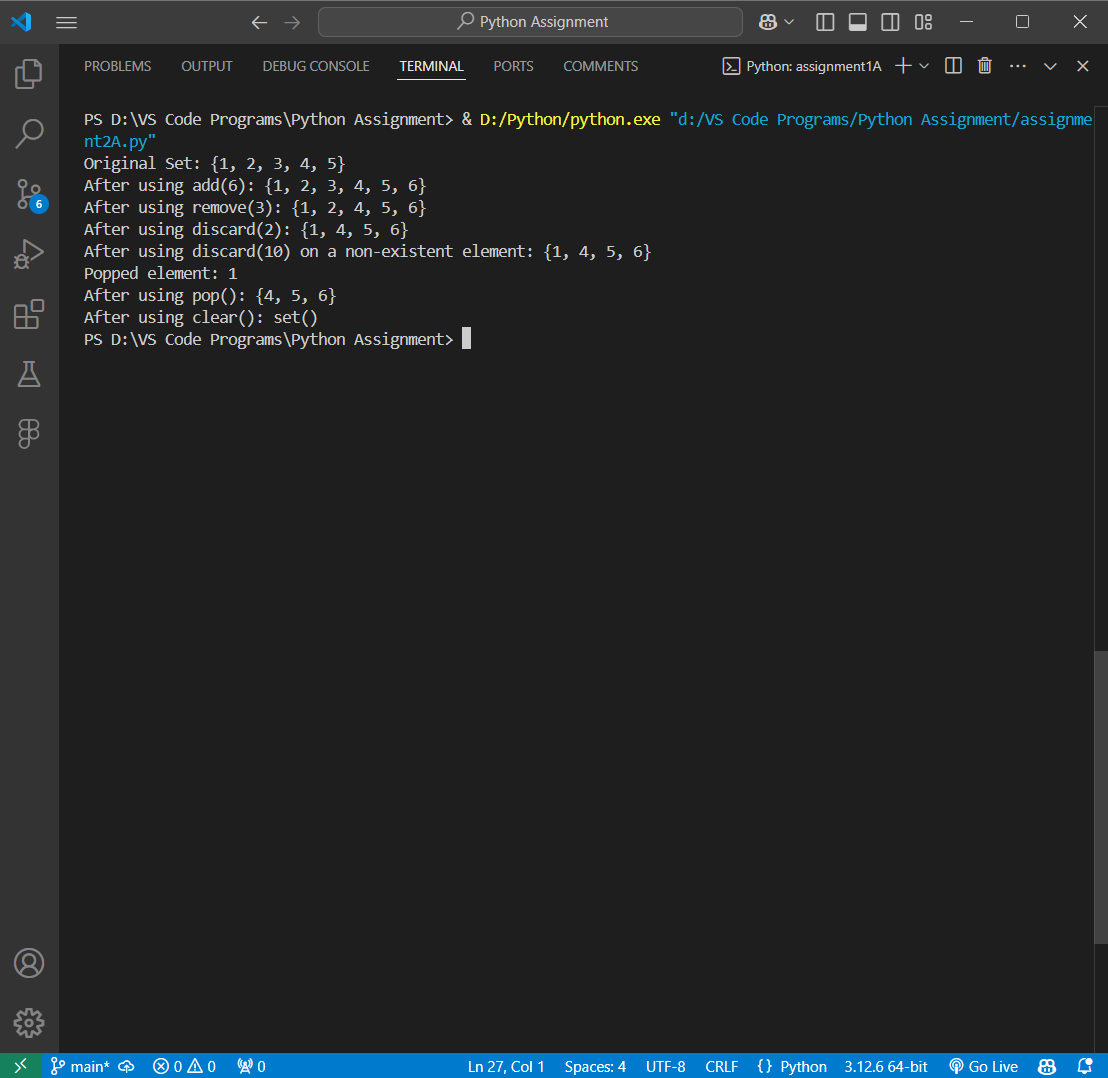 Python Assignment
PROBLEMS OUTPUT DEBUG CONSOLE TERMINAL PORTS COMMENTS Python: assignment1A
PS D:\VS Code Programs\Python Assignment> & D:/Python/python.exe "d:/VS Code Programs/Python Assignment/assignme
nt2A.py"
Original Set: {1, 2, 3, 4, 5}
After using add(6): {1, 2, 3, 4, 5, 6}
After using remove(3): {1, 2, 4, 5, 6}
After using discard(2): {1, 4, 5, 6}
After using discard(10) on a non-existent element: {1, 4, 5, 6}
Popped element: 1
After using pop(): {4, 5, 6}
After using clear(): set()
PS D:\VS Code Programs\Python Assignment>
6
main* 0 0 0 Ln 27, Col 1 Spaces: 4 UTF-8 CRLF {} Python 3.12.6 64-bit Go Live